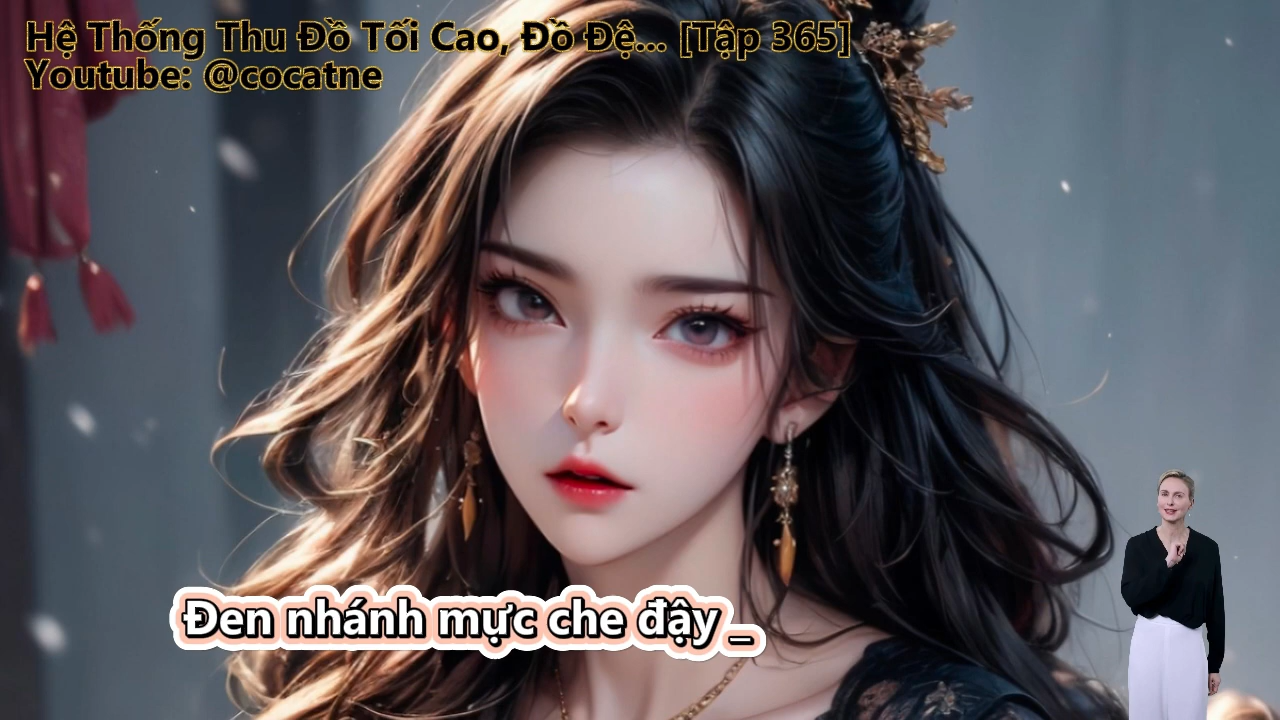 Hệ Thống Thu Đồ Tối Cao, Đồ Đệ... [Tập 365]
Youtube: @cocatne
Đen nhánh mực che đậy _